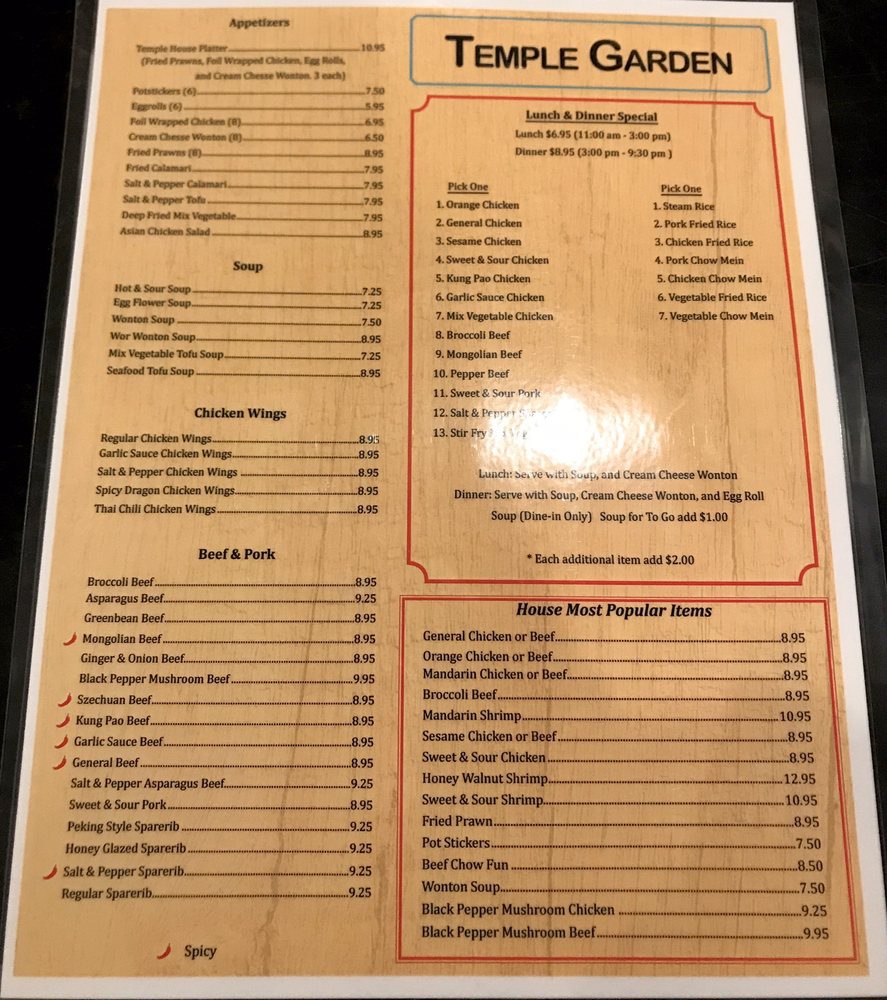 Appetizers
Temple House Platter 10.95
(Fried Prawns, Foil Wrapped Chicken, Egg Rolls,
and Cream Chesse Wonton. 3 each)
Potstickers (6) 7.50
Eggrolls (6) 5.95
Foil Wrapped Chicken (8) 6.95
Cream Chesse Wonton (8) 6.50
Fried Prawns (8) 8.95
Fried Calamari 7.95
Salt & Pepper Calamari 7.95
Salt & Pepper Tofu 7.95
Deep Fried Mix Vegetable 7.95
Asian Chicken Salad 8.95
Soup
Hot & Sour Soup 7.25
Egg Flower Soup 7.25
Wonton Soup 7.50
Wor Wonton Soup 8.95
Mix Vegetable Tofu Soup 7.25
Seafood Tofu Soup 8.95
Chicken Wings
Regular Chicken Wings 8.95
Garlic Sauce Chicken Wings 8.95
Salt & Pepper Chicken Wings 8.95
Spicy Dragon Chicken Wings 8.95
Thai Chili Chicken Wings 8.95
Beef & Pork
Broccoli Beef 8.95
Asparagus Beef 9.25
Greenbean Beef 8.95
Mongolian Beef 8.95
Ginger & Onion Beef 8.95
Black Pepper Mushroom Beef 9.95
Szechuan Beef 8.95
Kung Pao Beef 8.95
Garlic Sauce Beef 8.95
General Beef 8.95
Salt & Pepper Asparagus Beef 9.25
Sweet & Sour Pork 8.95
Peking Style Sparerib 9.25
Honey Glazed Sparerib 9.25
Salt & Pepper Sparerib 9.25
Regular Sparerib 9.25
Spicy
TEMPLE GARDEN
Lunch & Dinner Special
Lunch $6.95 (11:00 am - 3:00 pm)
Dinner $8.95 (3:00 pm - 9:30 pm )
Pick One
1. Orange Chicken
2. General Chicken
3. Sesame Chicken
4. Sweet & Sour Chicken
5. Kung Pao Chicken
6. Garlic Sauce Chicken
7. Mix Vegetable Chicken
8. Broccoli Beef
9. Mongolian Beef
10. Pepper Beef
11. Sweet & Sour Pork
12. Salt & Pepper
13. Stir Fry
Pick One
1. Steam Rice
2. Pork Fried Rice
3. Chicken Fried Rice
4. Pork Chow Mein
5. Chicken Chow Mein
6. Vegetable Fried Rice
7. Vegetable Chow Mein
Lunch: Serve with Soup, and Cream Cheese Wonton
Dinner: Serve with Soup, Cream Cheese Wonton, and Egg Roll
Soup (Dine-in Only) Soup for To Go add $1.00
* Each additional item add $2.00
House Most Popular Items
General Chicken or Beef 8.95
Orange Chicken or Beef 8.95
Mandarin Chicken or Beef 8.95
Broccoli Beef 8.95
Mandarin Shrimp 10.95
Sesame Chicken or Beef 8.95
Sweet & Sour Chicken 8.95
Honey Walnut Shrimp 12.95
Sweet & Sour Shrimp 10.95
Fried Prawn 8.95
Pot Stickers 7.50
Beef Chow Fun 8.50
Wonton Soup 7.50
Black Pepper Mushroom Chicken 9.25
Black Pepper Mushroom Beef 9.95